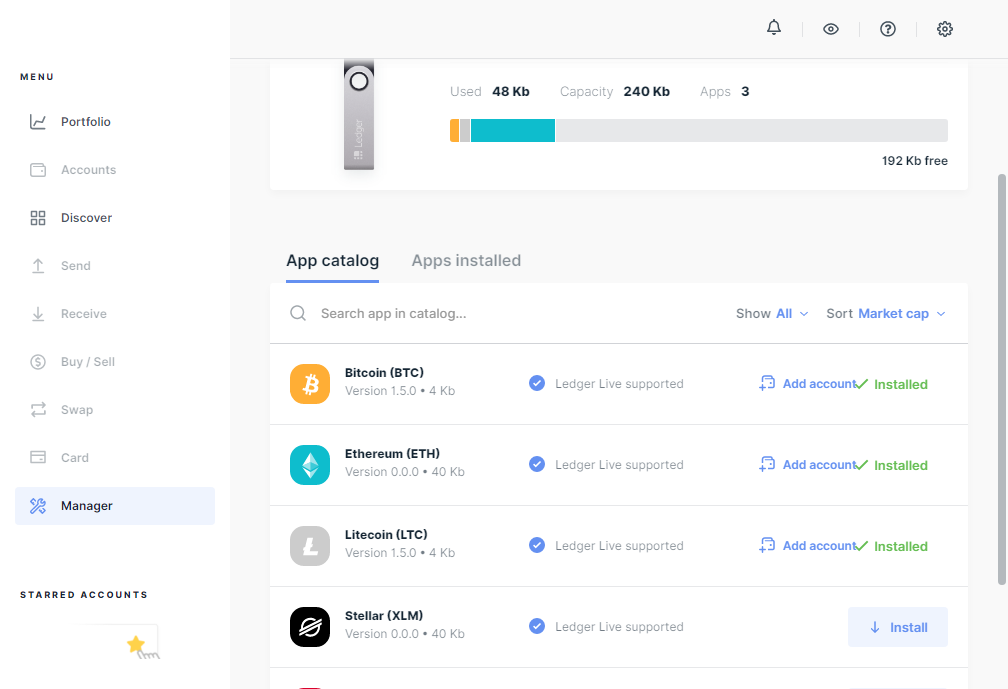 MENU
Portfolio
Accounts
Discover
Send
Receive
Buy / Sell
Swap
Card
Manager
STARRED ACCOUNTS
Ledger
Used 48 Kb Capacity 240 Kb Apps 3
192 Kb free
App catalog Apps installed
Search app in catalog... Show All Sort Market cap
Bitcoin (BTC)
Version 1.5.0 • 4 Kb
Ledger Live supported
Add account Installed
Ethereum (ETH)
Version 0.0.0 • 40 Kb
Ledger Live supported
Add account Installed
Litecoin (LTC)
Version 1.5.0 • 4 Kb
Ledger Live supported
Add account Installed
Stellar (XLM)
Version 0.0.0 • 40 Kb
Ledger Live supported
Install